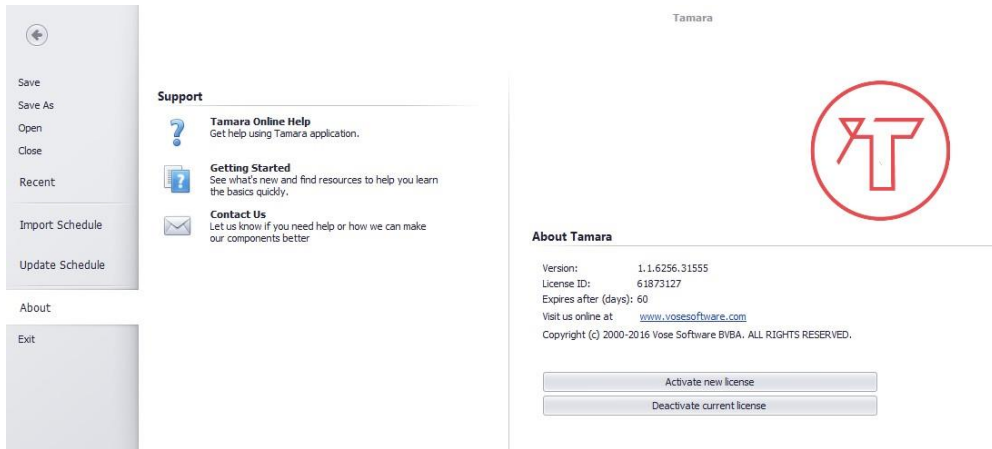 Tamara
Save
Save As
Open
Close
Recent
Import Schedule
Update Schedule
About
Exit
Support
Tamara Online Help
Get help using Tamara application.
Getting Started
See what's new and find resources to help you learn
the basics quickly.
Contact Us
Let us know if you need help or how we can make
our components better
About Tamara
Version: 1.1.6256.31555
License ID: 61873127
Expires after (days): 60
Visit us online at www.vosesoftware.com
Copyright (c) 2000-2016 Vose Software BVBA. ALL RIGHTS RESERVED.
Activate new license
Deactivate current license